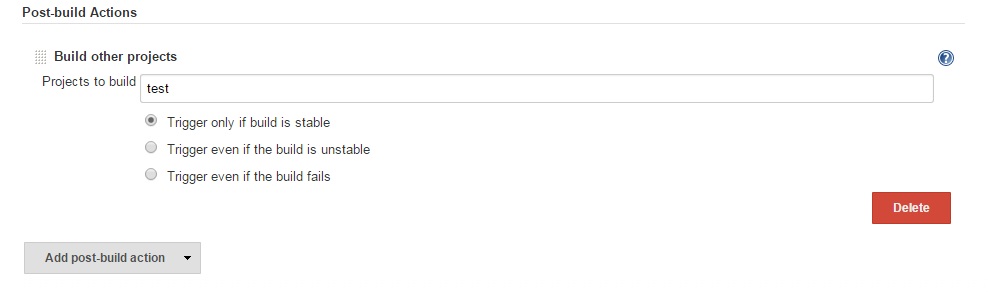 Post-build Actions
Build other projects
?
Projects to build test
Trigger only if build is stable
Trigger even if the build is unstable
Trigger even if the build fails
Delete
Add post-build action